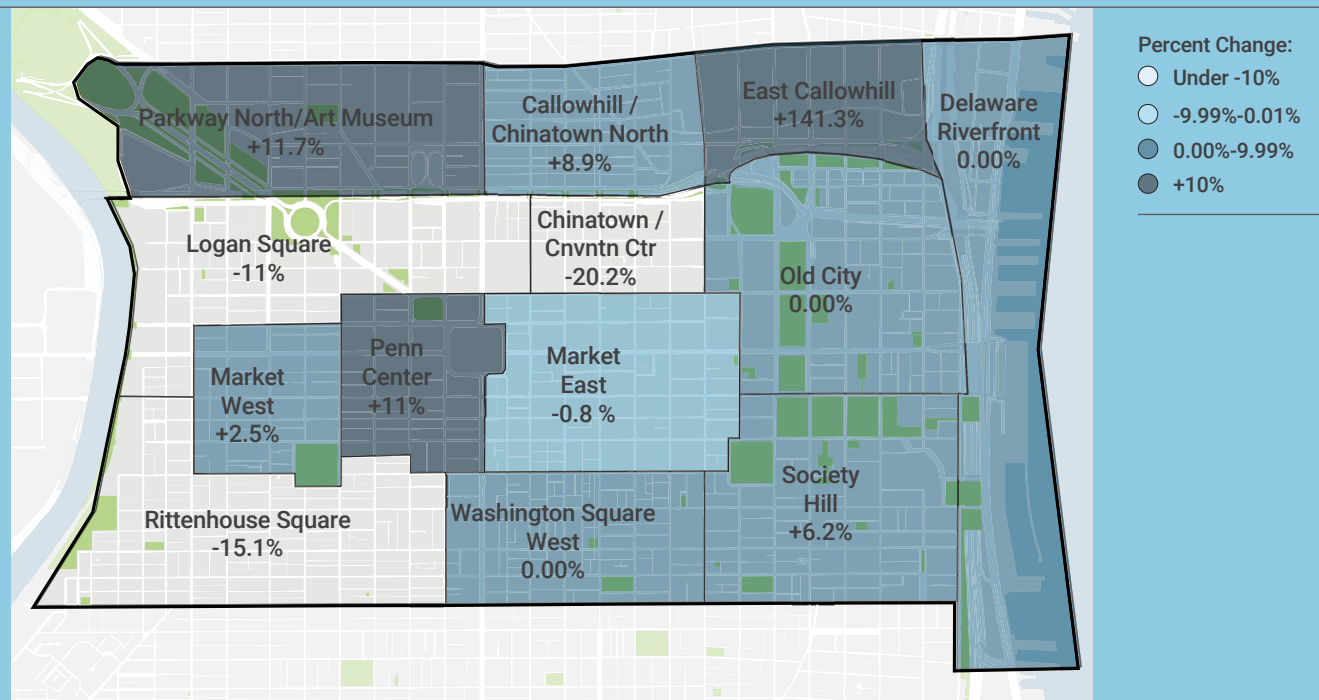 Percent Change:
Under -10%
-9.99%-0.01%
0.00%-9.99%
+10%
Parkway North/Art Museum
+11.7%
Callowhill /
Chinatown North
+8.9%
East Callowhill
+141.3%
Delaware
Riverfront
0.00%
Logan Square
-11%
Chinatown /
Cnvntn Ctr
-20.2%
Old City
0.00%
Market
West
+2.5%
Penn
Center
+11%
Market
East
-0.8 %
Rittenhouse Square
-15.1%
Washington Square
West
0.00%
Society
Hill
+6.2%